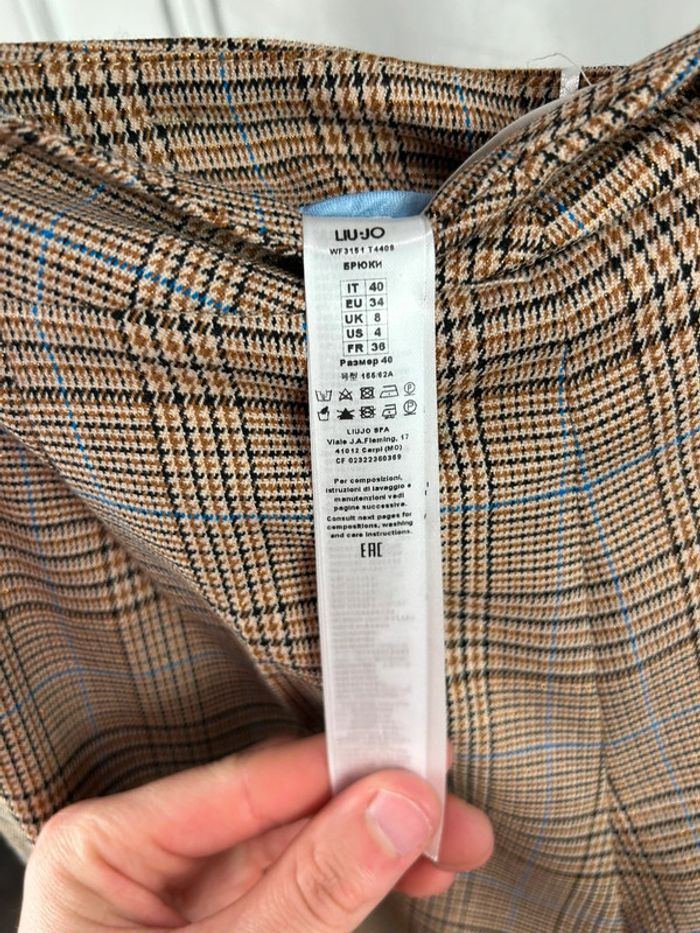 LIU·JO
WF3151 T4409
БРЮКИ
IT 40
EU 34
UK 8
US 4
FR 36
Размер 40
165/62A
LIUJO SPA
Viale J.A.Fleming, 17
41012 Carpi (MO)
CF 02322360369
Per composizioni,
istruzioni di lavaggio e
manutenzioni vedi
pagine successive.
Consult next pages for
compositions, washing
and care instructions.
EAC